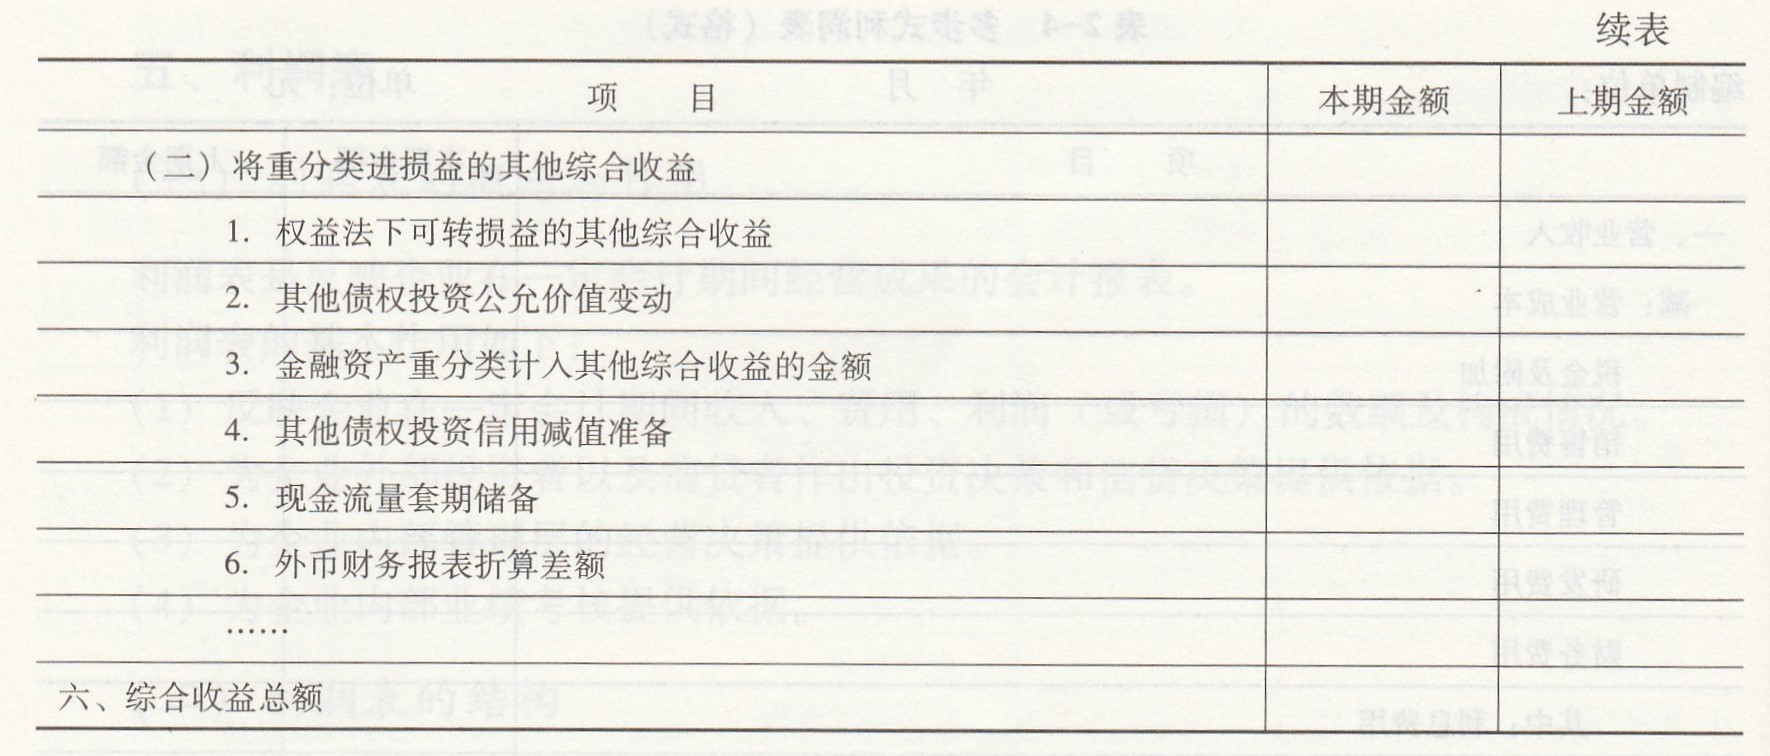 续表
项 目 本期金额 上期金额
（二）将重分类进损益的其他综合收益
1. 权益法下可转损益的其他综合收益
2. 其他债权投资公允价值变动
3. 金融资产重分类计入其他综合收益的金额
4. 其他债权投资信用减值准备
5. 现金流量套期储备
6. 外币财务报表折算差额
……
六、综合收益总额